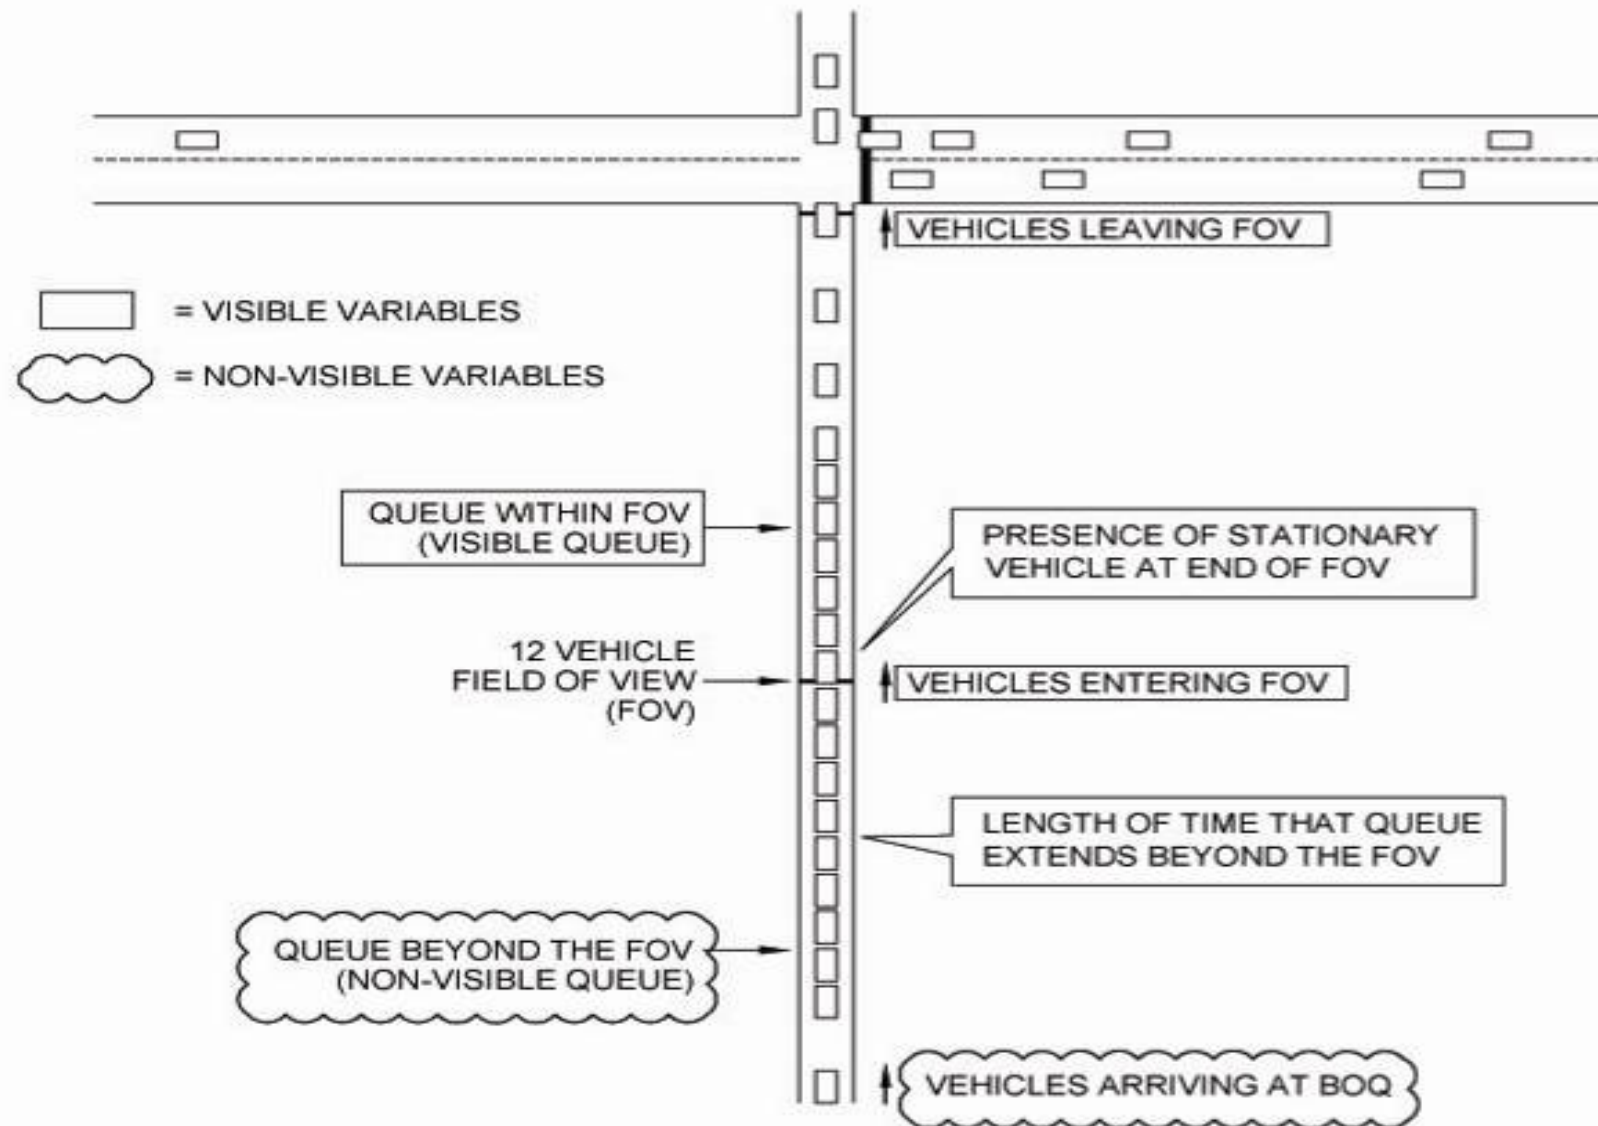 VEHICLES LEAVING FOV
= VISIBLE VARIABLES
= NON-VISIBLE VARIABLES
QUEUE WITHIN FOV
(VISIBLE QUEUE)
PRESENCE OF STATIONARY
VEHICLE AT END OF FOV
12 VEHICLE
FIELD OF VIEW
(FOV)
VEHICLES ENTERING FOV
LENGTH OF TIME THAT QUEUE
EXTENDS BEYOND THE FOV
QUEUE BEYOND THE FOV
(NON-VISIBLE QUEUE)
VEHICLES ARRIVING AT BOQ